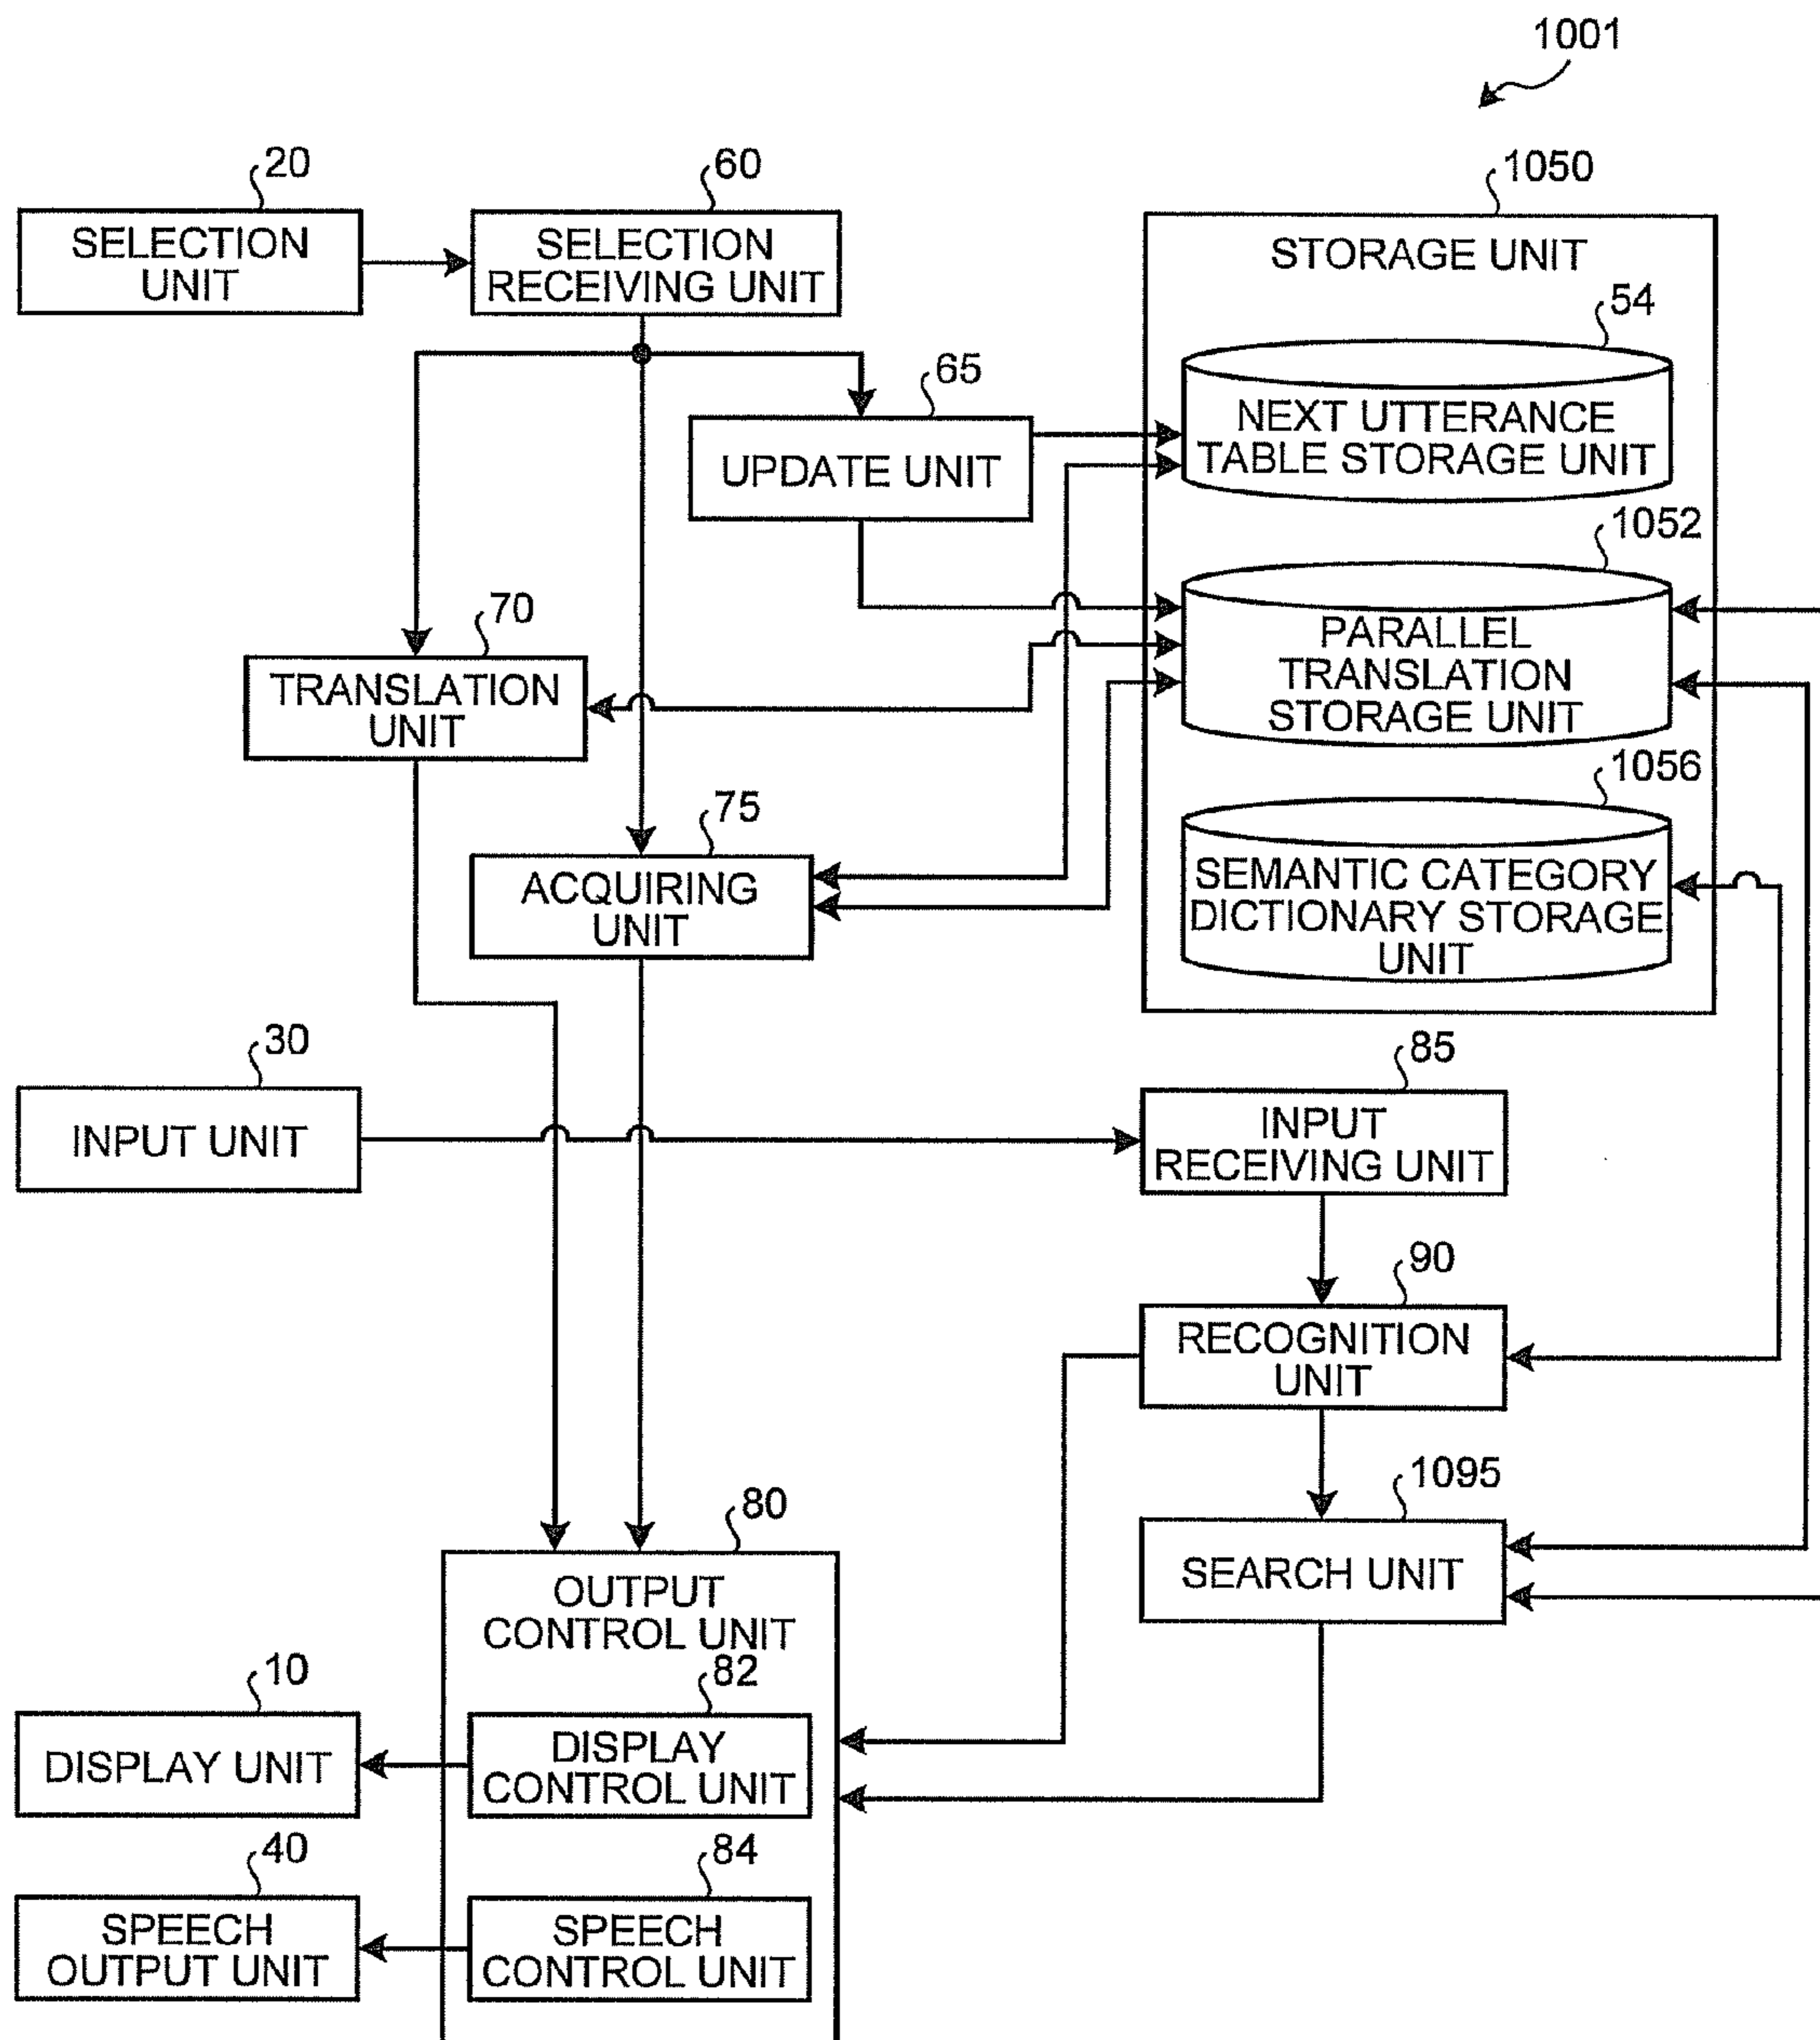 1001
20
SELECTION
UNIT
60
SELECTION
RECEIVING UNIT
1050
STORAGE UNIT
54
NEXT UTTERANCE
TABLE STORAGE UNIT
65
UPDATE UNIT
1052
PARALLEL
TRANSLATION
STORAGE UNIT
70
TRANSLATION
UNIT
1056
SEMANTIC CATEGORY
DICTIONARY STORAGE
UNIT
75
ACQUIRING
UNIT
30
INPUT UNIT
85
INPUT
RECEIVING UNIT
90
RECOGNITION
UNIT
1095
SEARCH UNIT
80
OUTPUT
CONTROL UNIT
10
DISPLAY UNIT
82
DISPLAY
CONTROL UNIT
40
SPEECH
OUTPUT UNIT
84
SPEECH
CONTROL UNIT